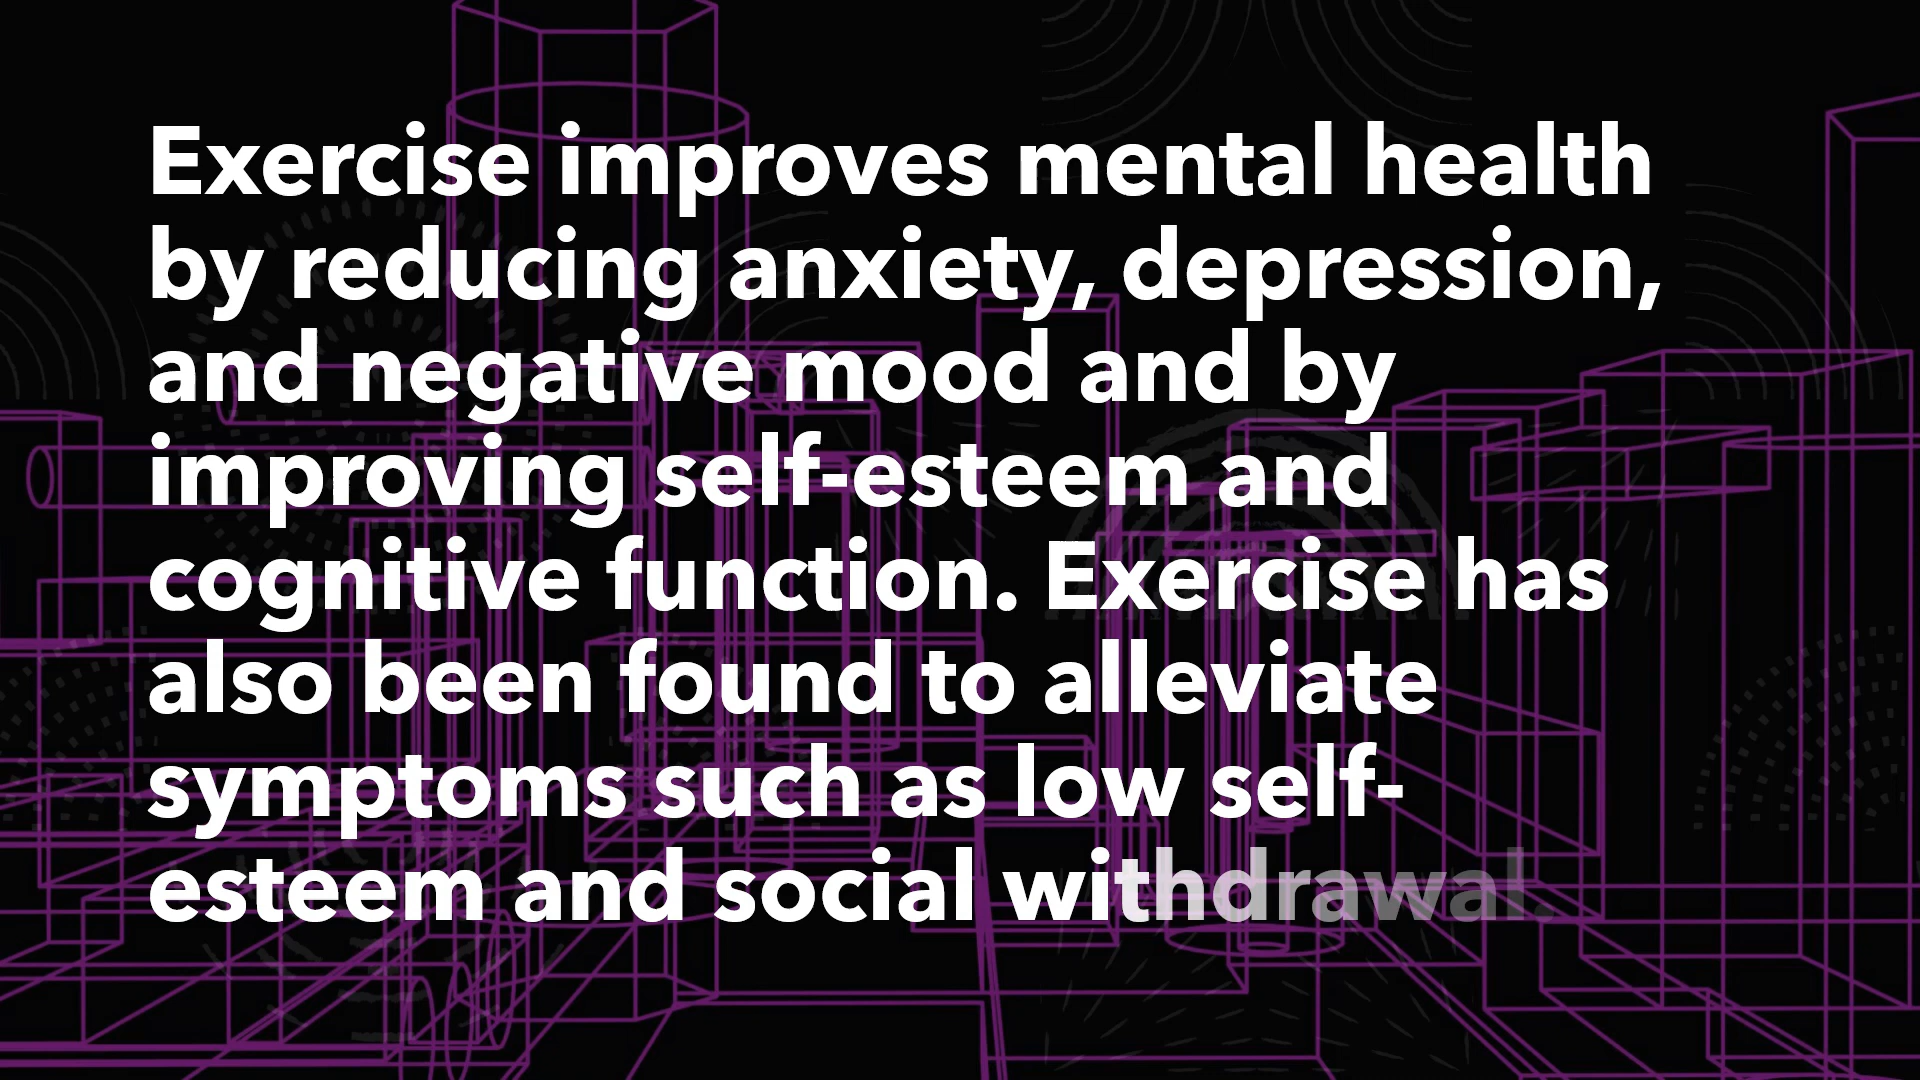 Exercise improves mental health
by reducing anxiety, depression,
and negative mood and by
improving self-esteem and
cognitive function. Exercise has
also been found to alleviate
symptoms such as low self-
esteem and social withdrawal.